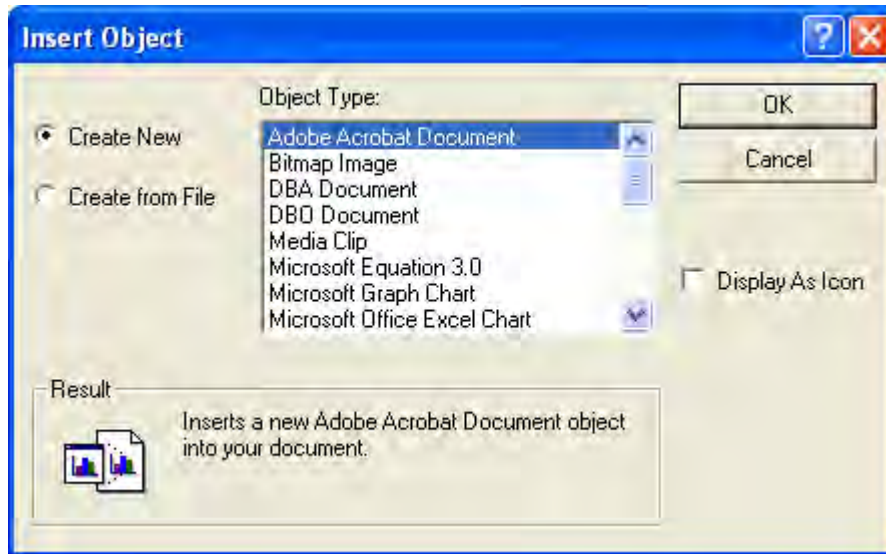 Insert Object
Object Type:
Create New
Create from File
Adobe Acrobat Document
Bitmap Image
DBA Document
DBO Document
Media Clip
Microsoft Equation 3.0
Microsoft Graph Chart
Microsoft Office Excel Chart
OK
Cancel
Display As Icon
Result
Inserts a new Adobe Acrobat Document object
into your document.